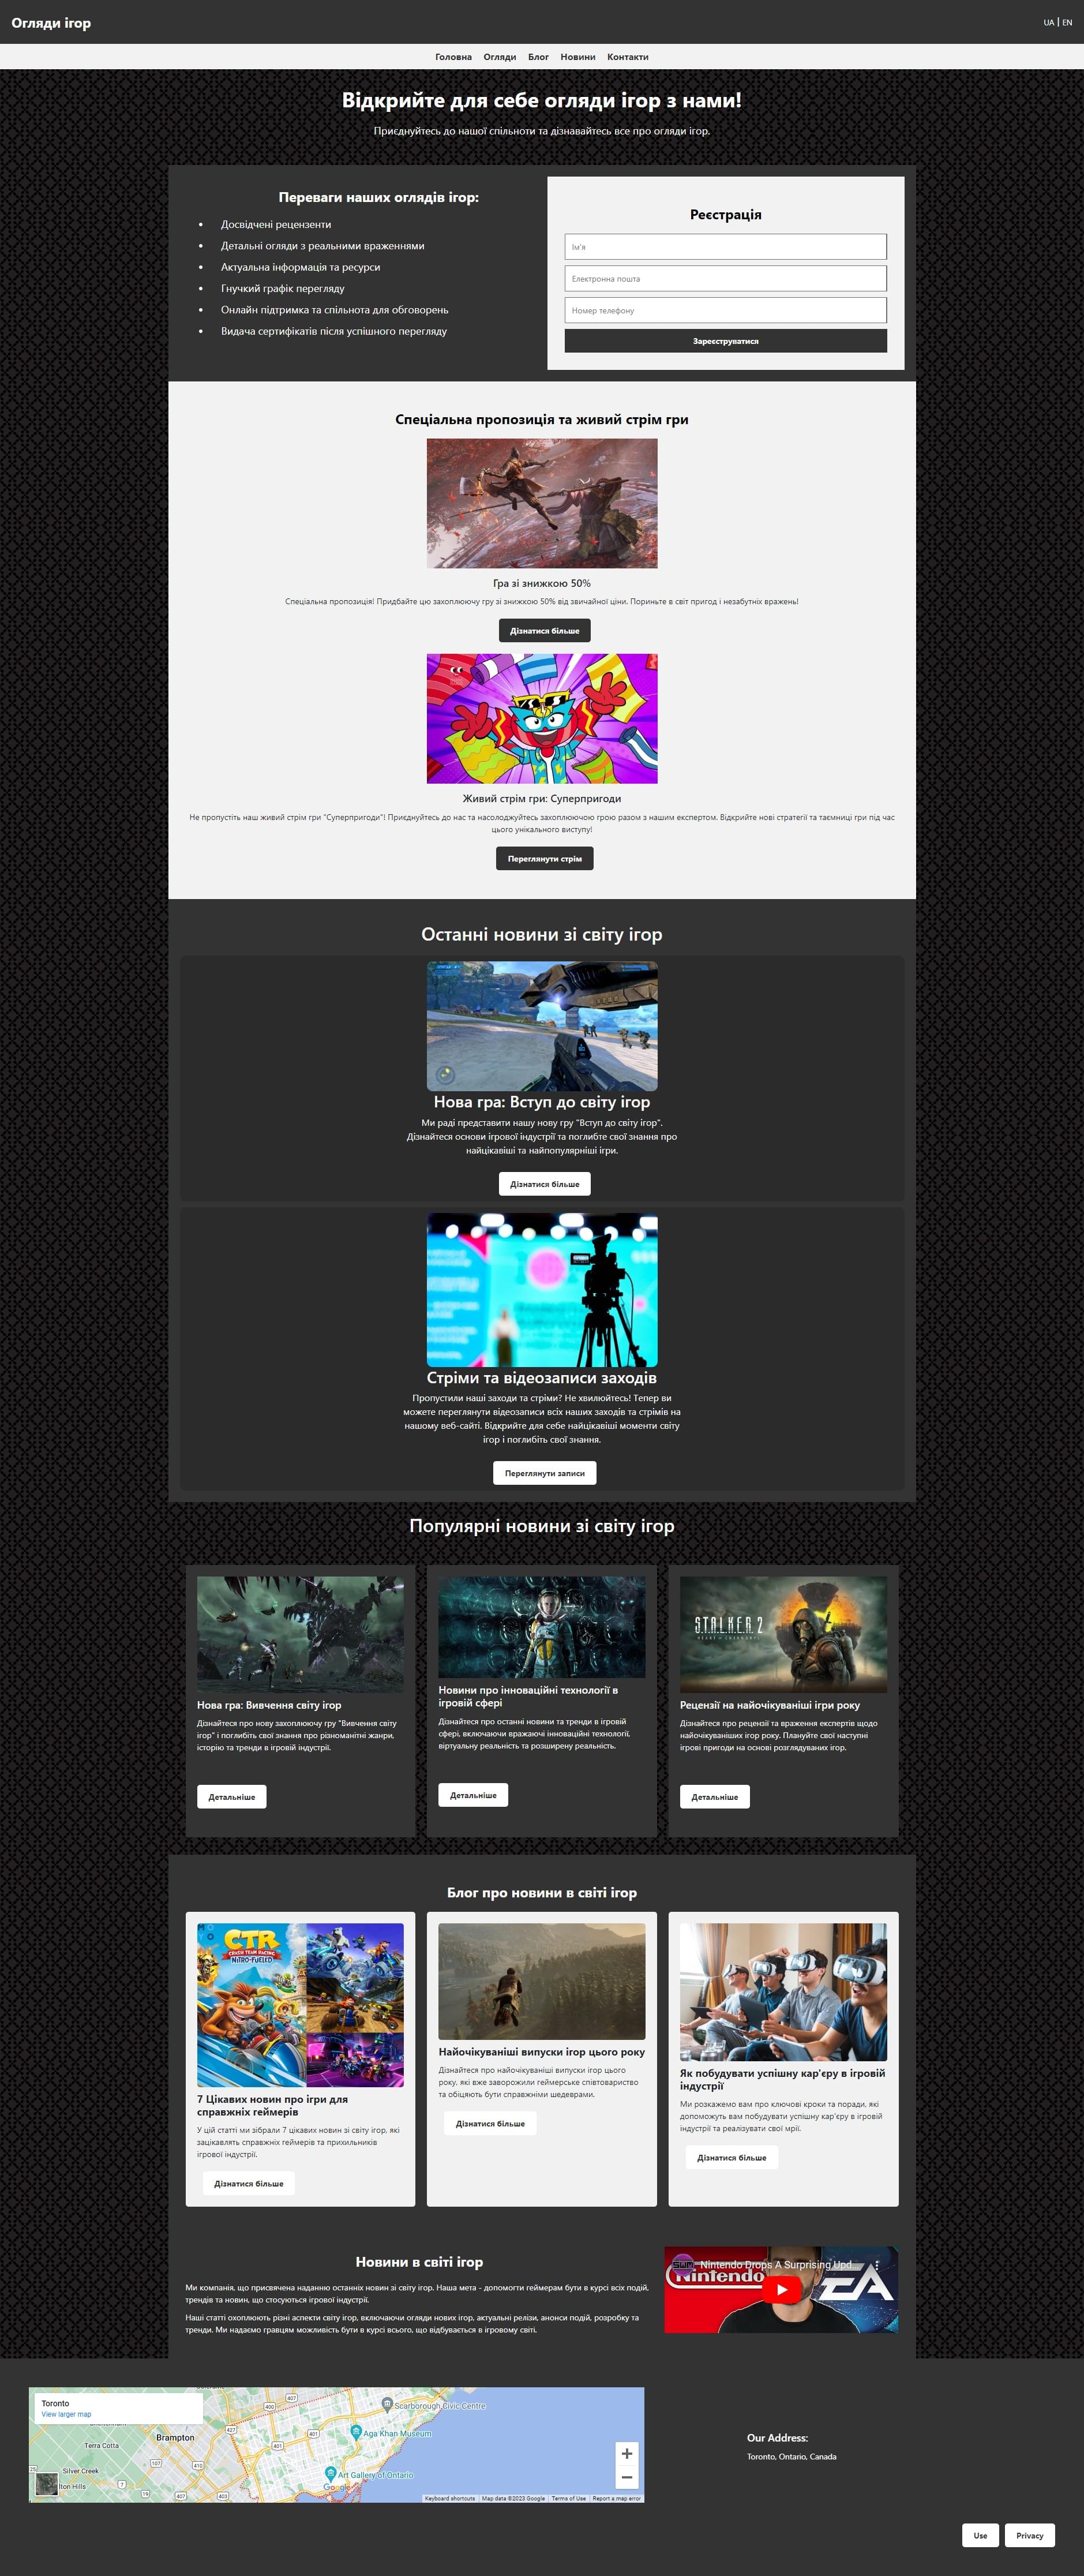 Огляди ігор
UA | EN
Головна Огляди Блог Новини Контакти
Відкрийте для себе огляди ігор з нами!
Приєднуйтесь до нашої спільноти та дізнавайтесь все про огляди ігор.
Переваги наших оглядів ігор:
• Досвідчені рецензенти
• Детальні огляди з реальними враженнями
• Актуальна інформація та ресурси
• Гнучкий графік перегляду
• Онлайн підтримка та спільнота для обговорень
• Видача сертифікатів після успішного перегляду
Реєстрація
Ім'я
Електронна пошта
Номер телефону
Зареєструватися
Спеціальна пропозиція та живий стрім гри
Гра зі знижкою 50%
Спеціальна пропозиція! Придбайте цю захоплюючу гру зі знижкою 50% від звичайної ціни. Пориньте в світ пригод і незабутніх вражень!
Дізнатися більше
Живий стрім гри: Суперпригоди
Не пропустіть наш живий стрім гри "Суперпригоди"! Приєднуйтесь до нас та насолоджуйтесь захоплюючою грою разом з нашим експертом. Відкрийте нові стратегії та таємниці гри під час
цього унікального виступу!
Переглянути стрім
Останні новини зі світу ігор
Нова гра: Вступ до світу ігор
Ми раді представити нашу нову гру "Вступ до світу ігор".
Дізнайтеся основи ігрової індустрії та поглибте свої знання про
найцікавіші та найпопулярніші ігри.
Дізнатися більше
Стріми та відеозаписи заходів
Пропустили наші заходи та стріми? Не хвилюйтесь! Тепер ви
можете переглянути відеозаписи всіх наших заходів та стрімів на
нашому веб-сайті. Відкрийте для себе найцікавіші моменти світу
ігор і поглибіть свої знання.
Переглянути записи
Популярні новини зі світу ігор
Нова гра: Вивчення світу ігор
Дізнайтеся про нову захоплюючу гру "Вивчення світу
ігор" і поглибіть свої знання про різноманітні жанри,
історію та тренди в ігровій індустрії.
Детальніше
Новини про інноваційні технології в
ігровій сфері
Дізнайтеся про останні новини та тренди в ігровій
сфері, включаючи вражаючі інноваційні технології,
віртуальну реальність та розширену реальність.
Детальніше
S.T.A.L.K.E.R. 2
Рецензії на найочікуваніші ігри року
Дізнайтеся про рецензії та враження експертів щодо
найочікуваніших ігор року. Плануйте свої наступні
ігрові пригоди на основі розглядуваних ігор.
Детальніше
Блог про новини в світі ігор
CTR
CRASH TEAM RACING
NITRO-FUELED
7 Цікавих новин про ігри для
справжніх геймерів
У цій статті ми зібрали 7 цікавих новин зі світу ігор, які
зацікавлять справжніх геймерів та прихильників
ігрової індустрії.
Дізнатися більше
Найочікуваніші випуски ігор цього року
Дізнайтеся про найочікуваніші випуски ігор цього
року, які вже заворожили геймерське співтовариство
та обіцяють бути справжніми шедеврами.
Дізнатися більше
Як побудувати успішну кар'єру в ігровій
індустрії
Ми розкажемо вам про ключові кроки та поради, які
допоможуть вам побудувати успішну кар'єру в ігровій
індустрії та реалізувати свої мрії.
Дізнатися більше
Новини в світі ігор
Ми компанія, що присвячена наданню останніх новин зі світу ігор. Наша мета - допомогти геймерам бути в курсі всіх подій,
трендів та новин, що стосуються ігрової індустрії.
Наші статті охоплюють різні аспекти світу ігор, включаючи огляди нових ігор, актуальні релізи, анонси подій, розробку та
тренди. Ми надаємо гравцям можливість бути в курсі всього, що відбувається в ігровому світі.
Nintendo Drops A Surprising Upd...
Nintendo
EA
Toronto
View larger map
Brampton
Terra Cotta
Silver Creek
lton Hills
Scarborough Civic Centre
Aga Khan Museum
Art Gallery of Ontario
407
400
427
401
401
107
410
7
19
407
403
Google
Keyboard shortcuts Map data ©2023 Google Terms of Use Report a map error
Our Address:
Toronto, Ontario, Canada
Use Privacy